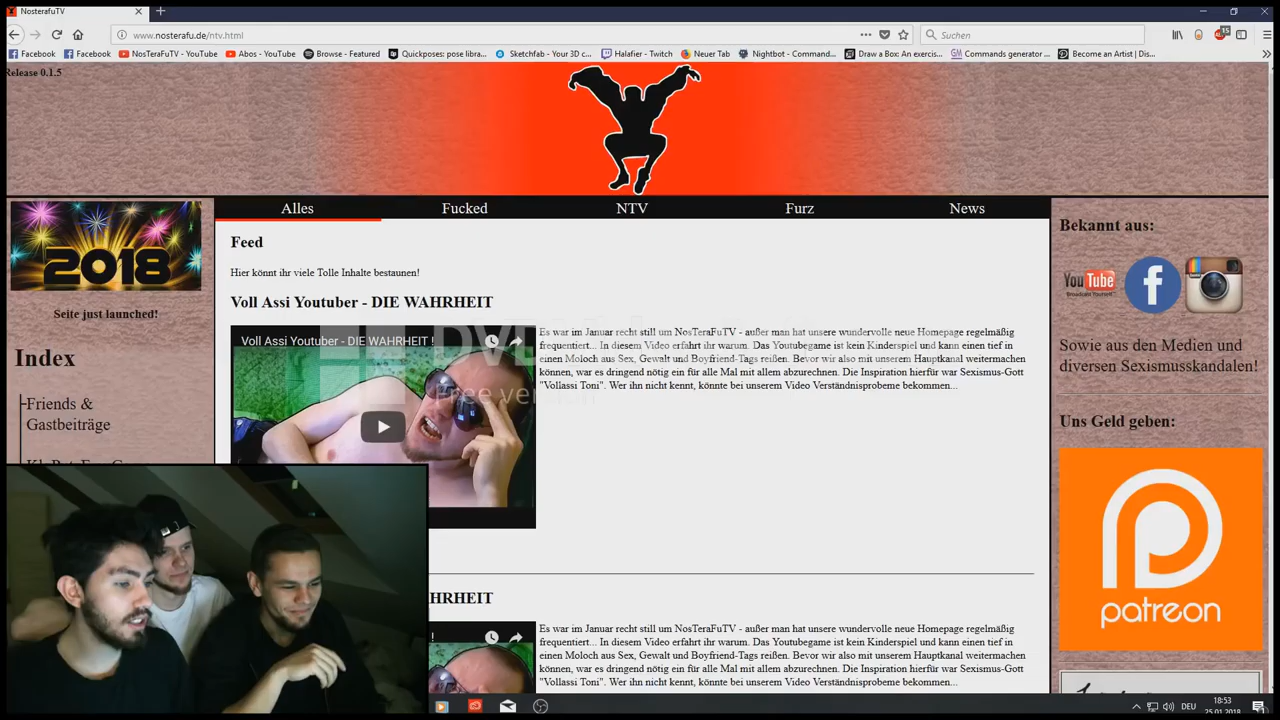 NosterafuTV
www.nosterafu.de/ntv.html
Suchen
15
Facebook
Facebook
NosTeraFuTV - YouTube
Abos - YouTube
Browse - Featured
Quickposes: pose libra...
Sketchfab - Your 3D c...
Halafier - Twitch
Neuer Tab
Nightbot - Command...
Draw a Box: An exercis...
Commands generator ...
Become an Artist | Dis...
Release 0.1.5
Alles
Fucked
NTV
Furz
News
2018
Seite just launched!
Index
Friends &
Gastbeiträge
Feed
Hier könnt ihr viele Tolle Inhalte bestaunen!
Voll Assi Youtuber - DIE WAHRHEIT
Voll Assi Youtuber - DIE WAHRHEIT !
Es war im Januar recht still um NosTeraFuTV - außer man hat unsere wundervolle neue Homepage regelmäßig
frequentiert... In diesem Video erfahrt ihr warum. Das Youtubegame ist kein Kinderspiel und kann einen tief in
einen Moloch aus Sex, Gewalt und Boyfriend-Tags reißen. Bevor wir also mit unserem Hauptkanal weitermachen
können, war es dringend nötig ein für alle Mal mit allem abzurechnen. Die Inspiration hierfür war Sexismus-Gott
"Vollassi Toni". Wer ihn nicht kennt, könnte bei unserem Video Verständnisprobeme bekommen...
Free version
HRHEIT
!
Es war im Januar recht still um NosTeraFuTV - außer man hat unsere wundervolle neue Homepage regelmäßig
frequentiert... In diesem Video erfahrt ihr warum. Das Youtubegame ist kein Kinderspiel und kann einen tief in
einen Moloch aus Sex, Gewalt und Boyfriend-Tags reißen. Bevor wir also mit unserem Hauptkanal weitermachen
können, war es dringend nötig ein für alle Mal mit allem abzurechnen. Die Inspiration hierfür war Sexismus-Gott
"Vollassi Toni". Wer ihn nicht kennt, könnte bei unserem Video Verständnisprobeme bekommen...
Bekannt aus:
YouTube
Broadcast Yourself
Sowie aus den Medien und
diversen Sexismusskandalen!
Uns Geld geben:
patreon
DEU
18:53
25.01.2018